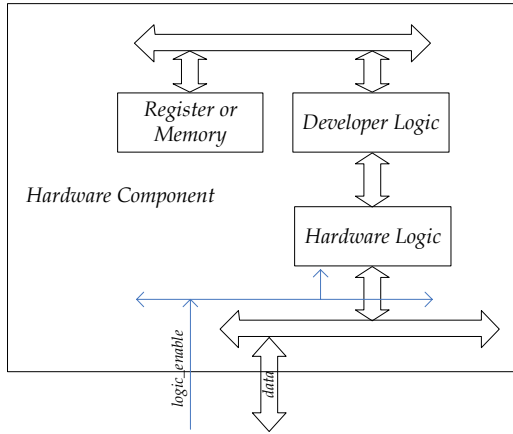 Register or
Memory
Developer Logic
Hardware Component
Hardware Logic
logic_enable
data